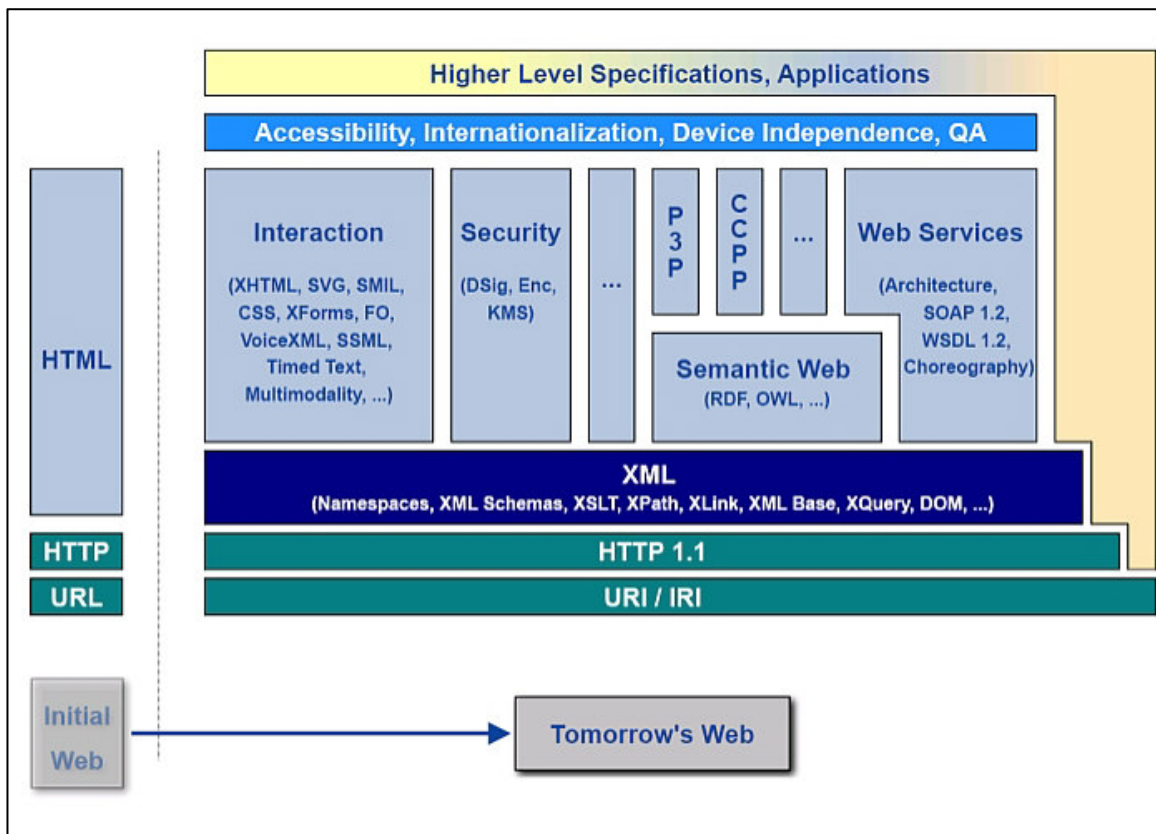 Higher Level Specifications, Applications
Accessibility, Internationalization, Device Independence, QA
HTML
Interaction
(XHTML, SVG, SMIL,
CSS, XForms, FO,
VoiceXML, SSML,
Timed Text,
Multimodality, ...)
Security
(DSig, Enc,
KMS)
...
P3P
CCPP
...
Web Services
(Architecture,
SOAP 1.2,
WSDL 1.2,
Choreography)
Semantic Web
(RDF, OWL, ...)
XML
(Namespaces, XML Schemas, XSLT, XPath, XLink, XML Base, XQuery, DOM, ...)
HTTP
HTTP 1.1
URL
URI / IRI
Initial
Web
Tomorrow's Web